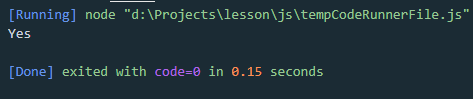 [Running] node "d:\Projects\lesson\js\tempCodeRunnerFile.js"
Yes
[Done] exited with code=0 in 0.15 seconds